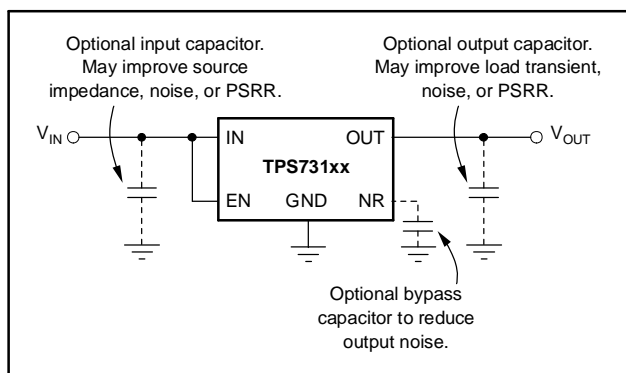 Optional input capacitor.
May improve source
impedance, noise, or PSRR.
Optional output capacitor.
May improve load transient,
noise, or PSRR.
VIN
IN
OUT
VOUT
TPS731xx
EN
GND
NR
Optional bypass
capacitor to reduce
output noise.